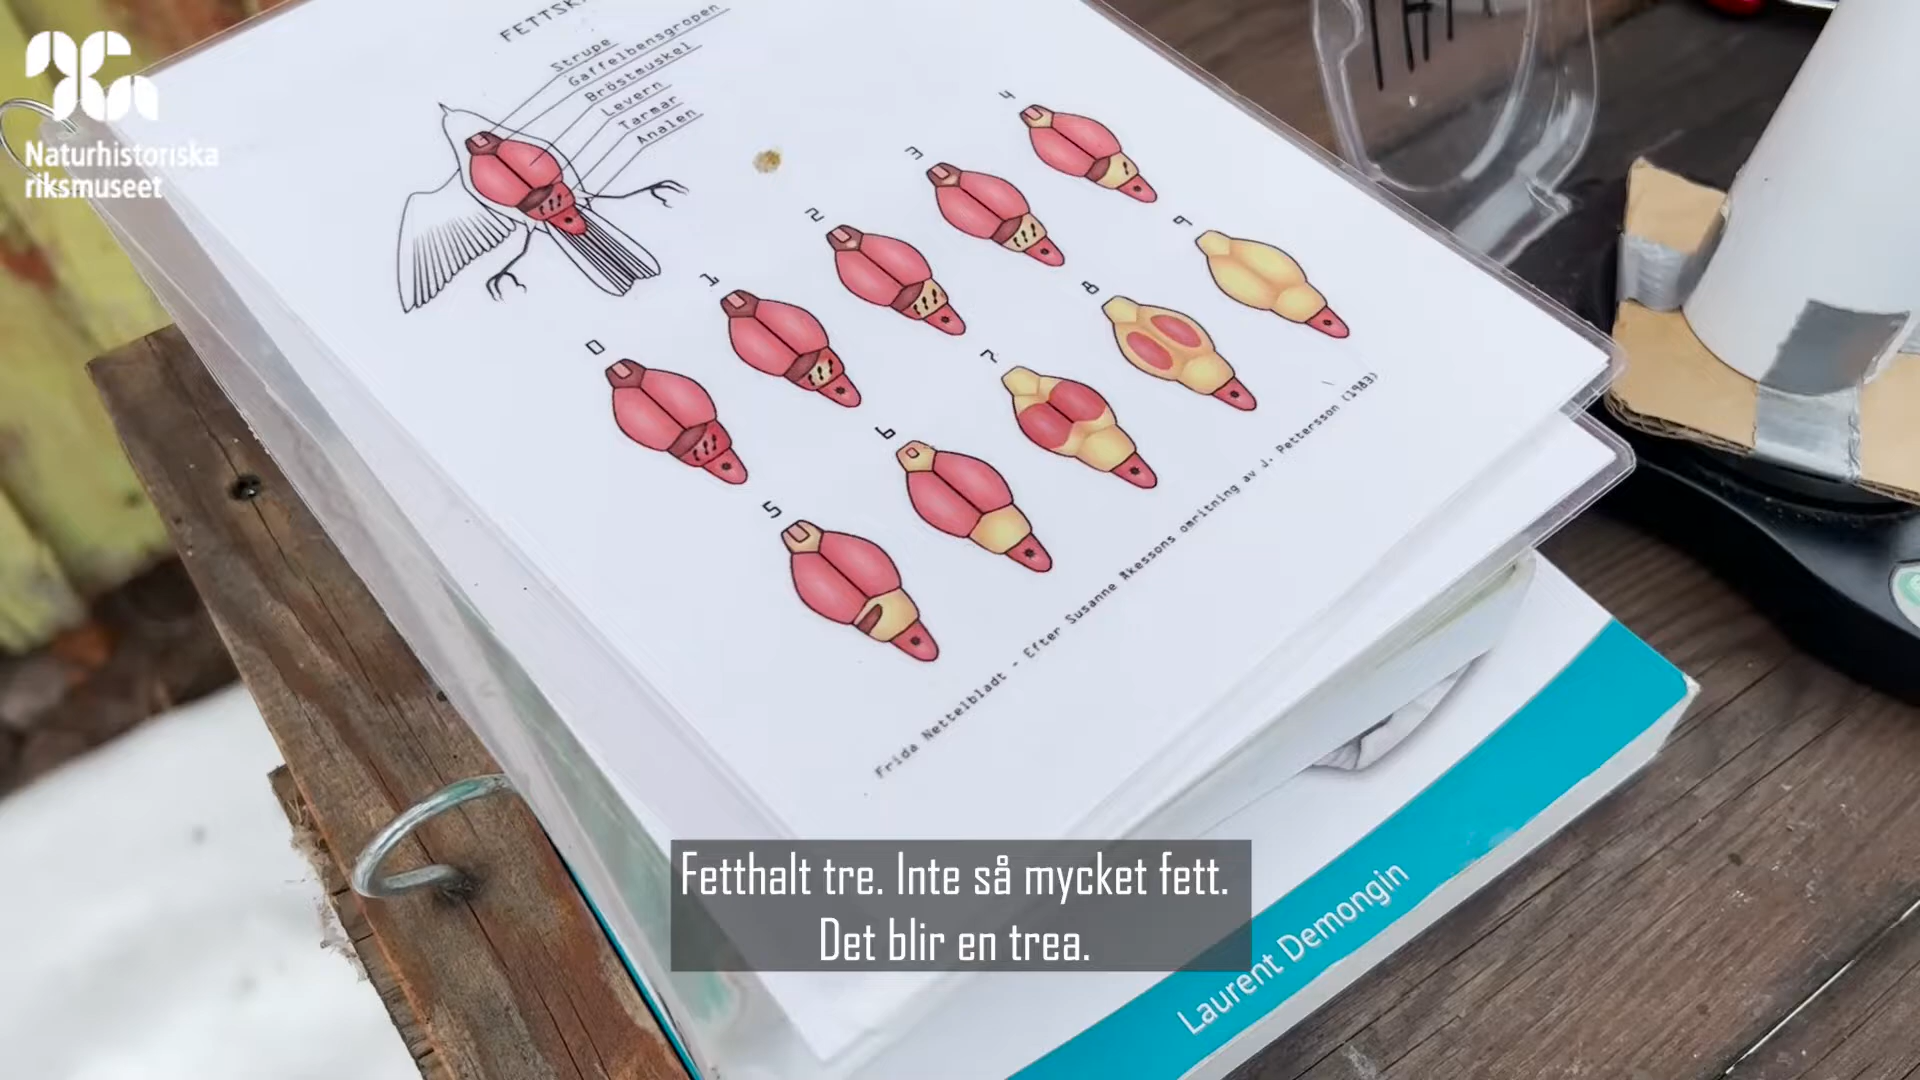 Naturhistoriska
riksmuseet
Strupe
Gaffelbensgropen
Bröstmuskel
Levern
Tarmar
Analen
0
1
2
3
4
5
6
7
8
9
Frida Nettelbladt - Efter Susanne Åkessons omritning av J. Pettersson (1983)
Laurent Demongin
Fetthalt tre. Inte så mycket fett.
Det blir en trea.